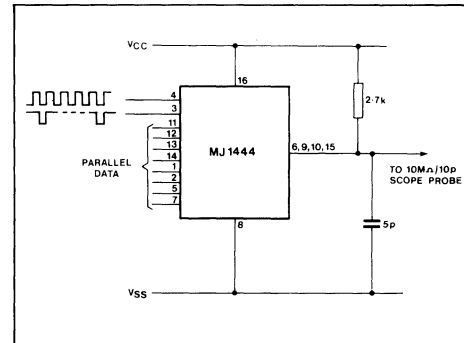 VCC
16
4
3
2·7k
11
12
13
14
1
2
5
7
PARALLEL
DATA
MJ1444
6, 9, 10, 15
TO 10MΩ/10p
SCOPE PROBE
8
5p
VSS